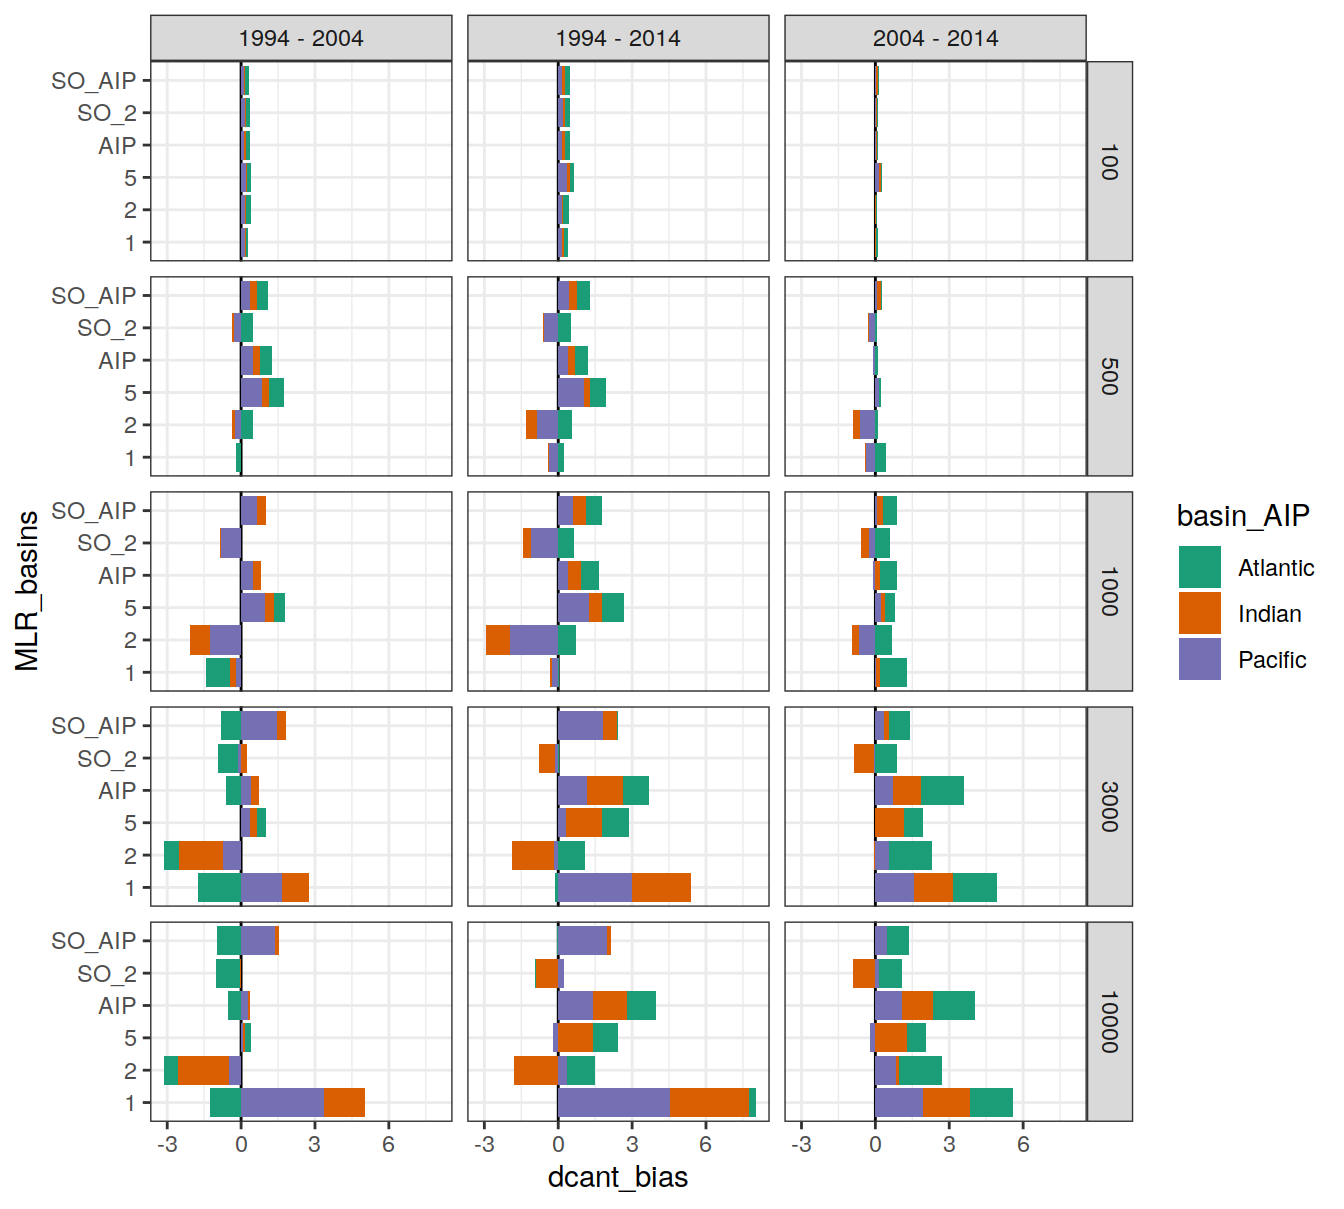 1994 - 2004
1994 - 2014
2004 - 2014
SO_AIP
SO_2
AIP
5
2
1
100
SO_AIP
SO_2
AIP
5
2
1
500
SO_AIP
SO_2
AIP
5
2
1
1000
SO_AIP
SO_2
AIP
5
2
1
3000
SO_AIP
SO_2
AIP
5
2
1
10000
-3 0 3 6
-3 0 3 6
-3 0 3 6
dcant_bias
MLR_basins
basin_AIP
Atlantic
Indian
Pacific